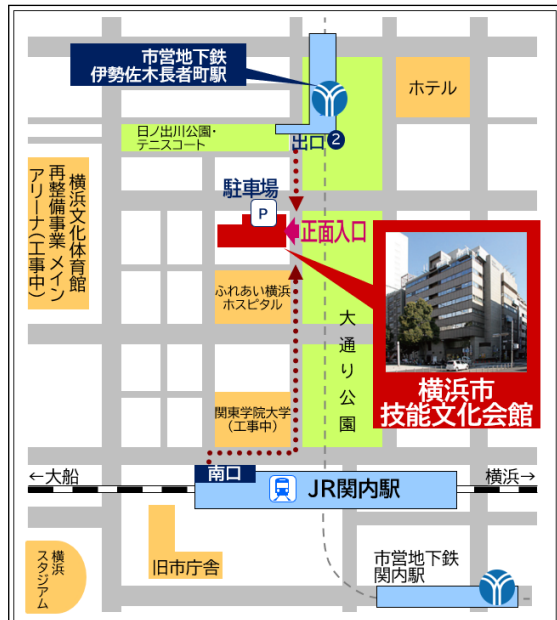 市営地下鉄
伊勢佐木長者町駅
ホテル
日ノ出川公園・
テニスコート
出口2
横浜文化体育館
再整備事業 メイン
アリーナ(工事中)
駐車場
P
正面入口
ふれあい横浜
ホスピタル
大通り公園
横浜市
技能文化会館
関東学院大学
(工事中)
南口
←大船
JR関内駅
横浜→
横浜
スタジアム
旧市庁舎
市営地下鉄
関内駅